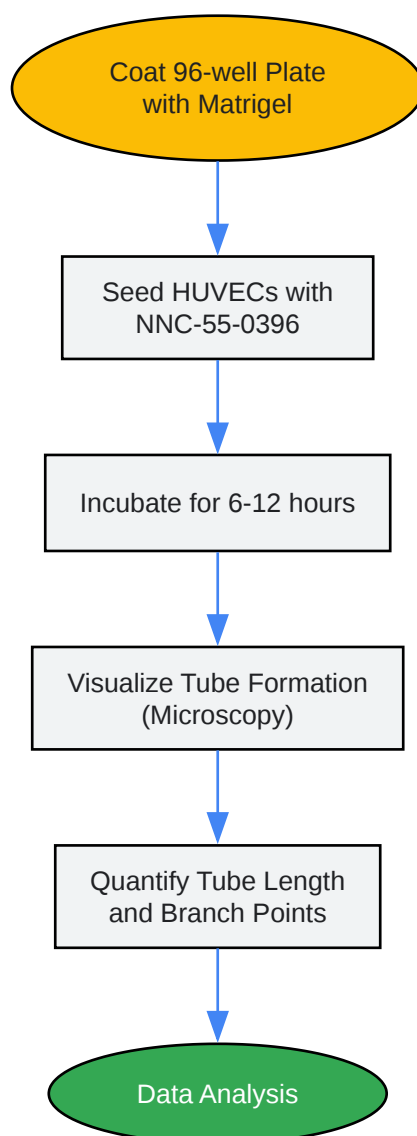 Coat 96-well Plate
with Matrigel
Seed HUVECs with
NNC-55-0396
Incubate for 6-12 hours
Visualize Tube Formation
(Microscopy)
Quantify Tube Length
and Branch Points
Data Analysis